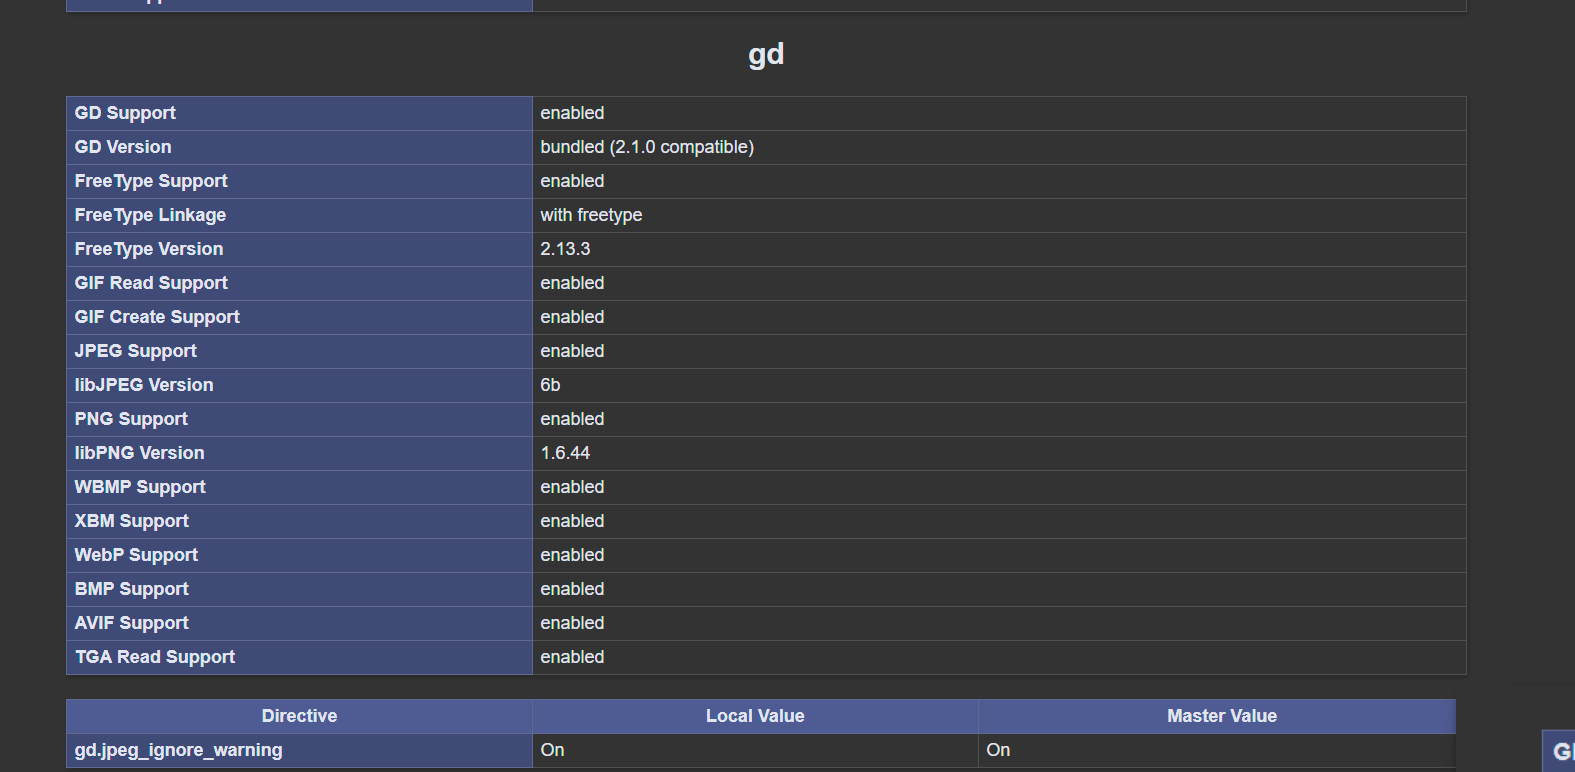 gd
GD Support enabled
GD Version bundled (2.1.0 compatible)
FreeType Support enabled
FreeType Linkage with freetype
FreeType Version 2.13.3
GIF Read Support enabled
GIF Create Support enabled
JPEG Support enabled
libJPEG Version 6b
PNG Support enabled
libPNG Version 1.6.44
WBMP Support enabled
XBM Support enabled
WebP Support enabled
BMP Support enabled
AVIF Support enabled
TGA Read Support enabled
Directive Local Value Master Value
gd.jpeg_ignore_warning On On